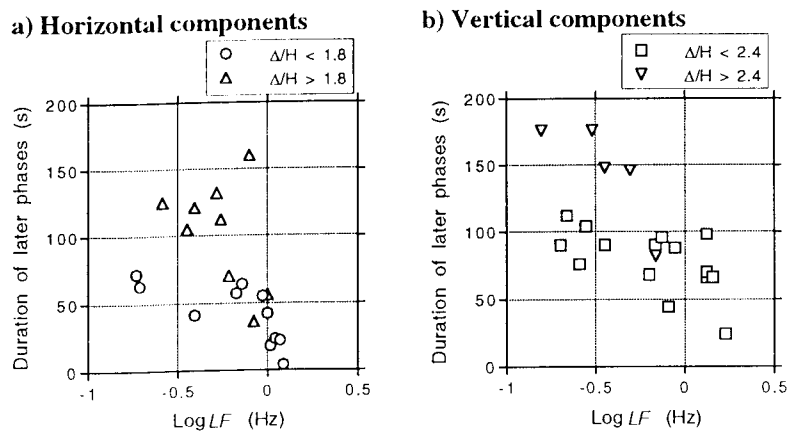 a) Horizontal components
Δ/H < 1.8
Δ/H > 1.8
Duration of later phases (s)
200
150
100
50
0
-1
-0.5
0
0.5
Log LF (Hz)
b) Vertical components
Δ/H < 2.4
Δ/H > 2.4
Duration of later phases (s)
200
150
100
50
0
-1
-0.5
0
0.5
Log LF (Hz)